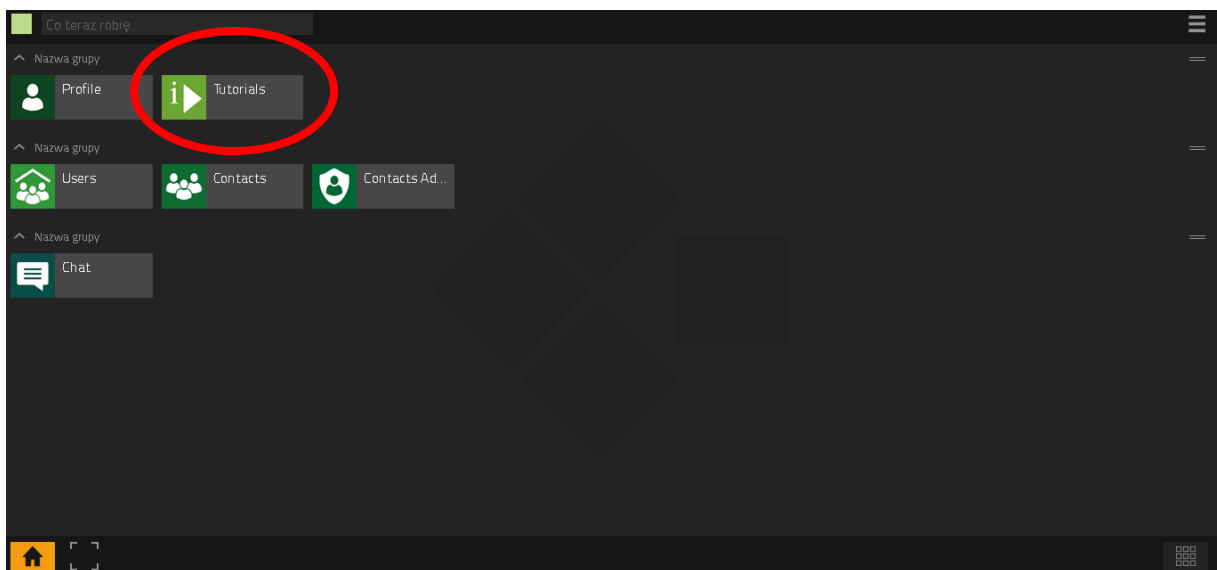 Co teraz robię...
Nazwa grupy
Profile
i Tutorials
Nazwa grupy
Users
Contacts
Contacts Ad...
Nazwa grupy
Chat